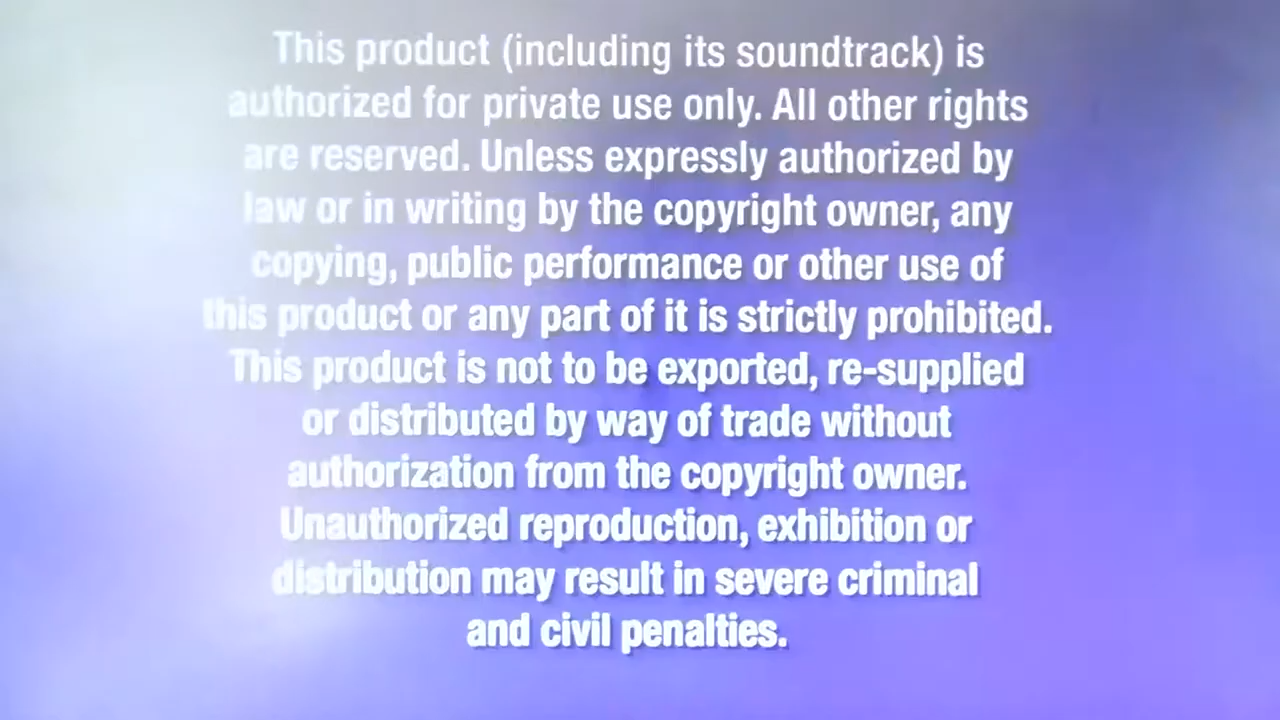 This product (including its soundtrack) is
authorized for private use only. All other rights
are reserved. Unless expressly authorized by
law or in writing by the copyright owner, any
copying, public performance or other use of
this product or any part of it is strictly prohibited.
This product is not to be exported, re-supplied
or distributed by way of trade without
authorization from the copyright owner.
Unauthorized reproduction, exhibition or
distribution may result in severe criminal
and civil penalties.